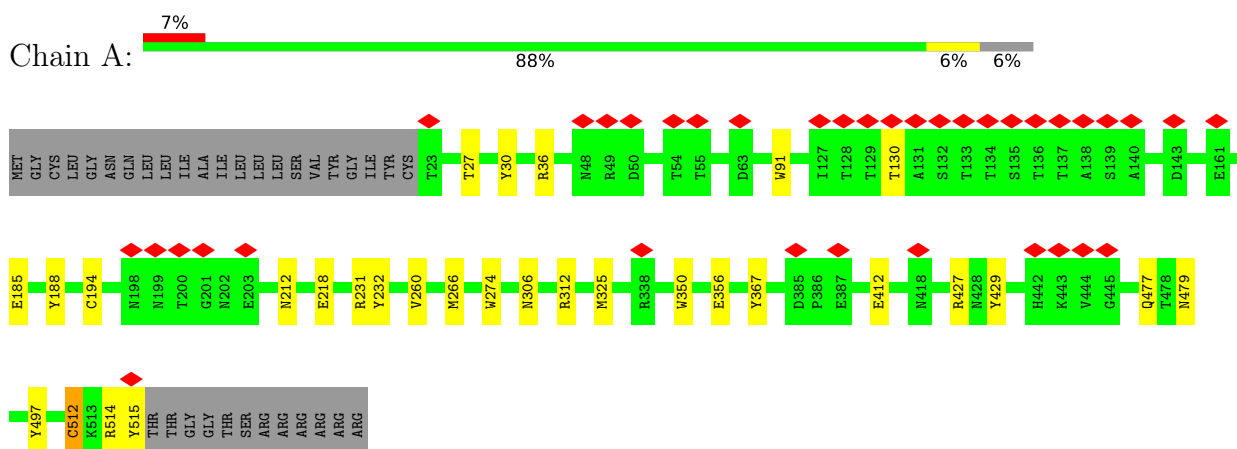 7%
Chain A:
88% 6% 6%
MET GLY CYS LEU GLY ASN GLN LEU LEU ILE ALA ILE LEU LEU LEU SER VAL TYR GLY ILE TYR CYS T23 T27 Y30 R36 N48 R49 D50 T54 T55 D63 W91 I127 T128 T129 T130 A131 S132 T133 T134 S135 T136 T137 A138 S139 A140 D143 E161
E185 Y188 C194 N198 N199 T200 G201 N202 E203 N212 E218 R231 Y232 V260 M266 W274 N306 R312 M325 R338 W350 E356 Y367 D385 P386 E387 E412 N418 R427 N428 Y429 H442 K443 V444 G445 Q477 T478 N479
Y497 C512 K513 R514 Y515 THR THR GLY GLY THR SER ARG ARG ARG ARG ARG